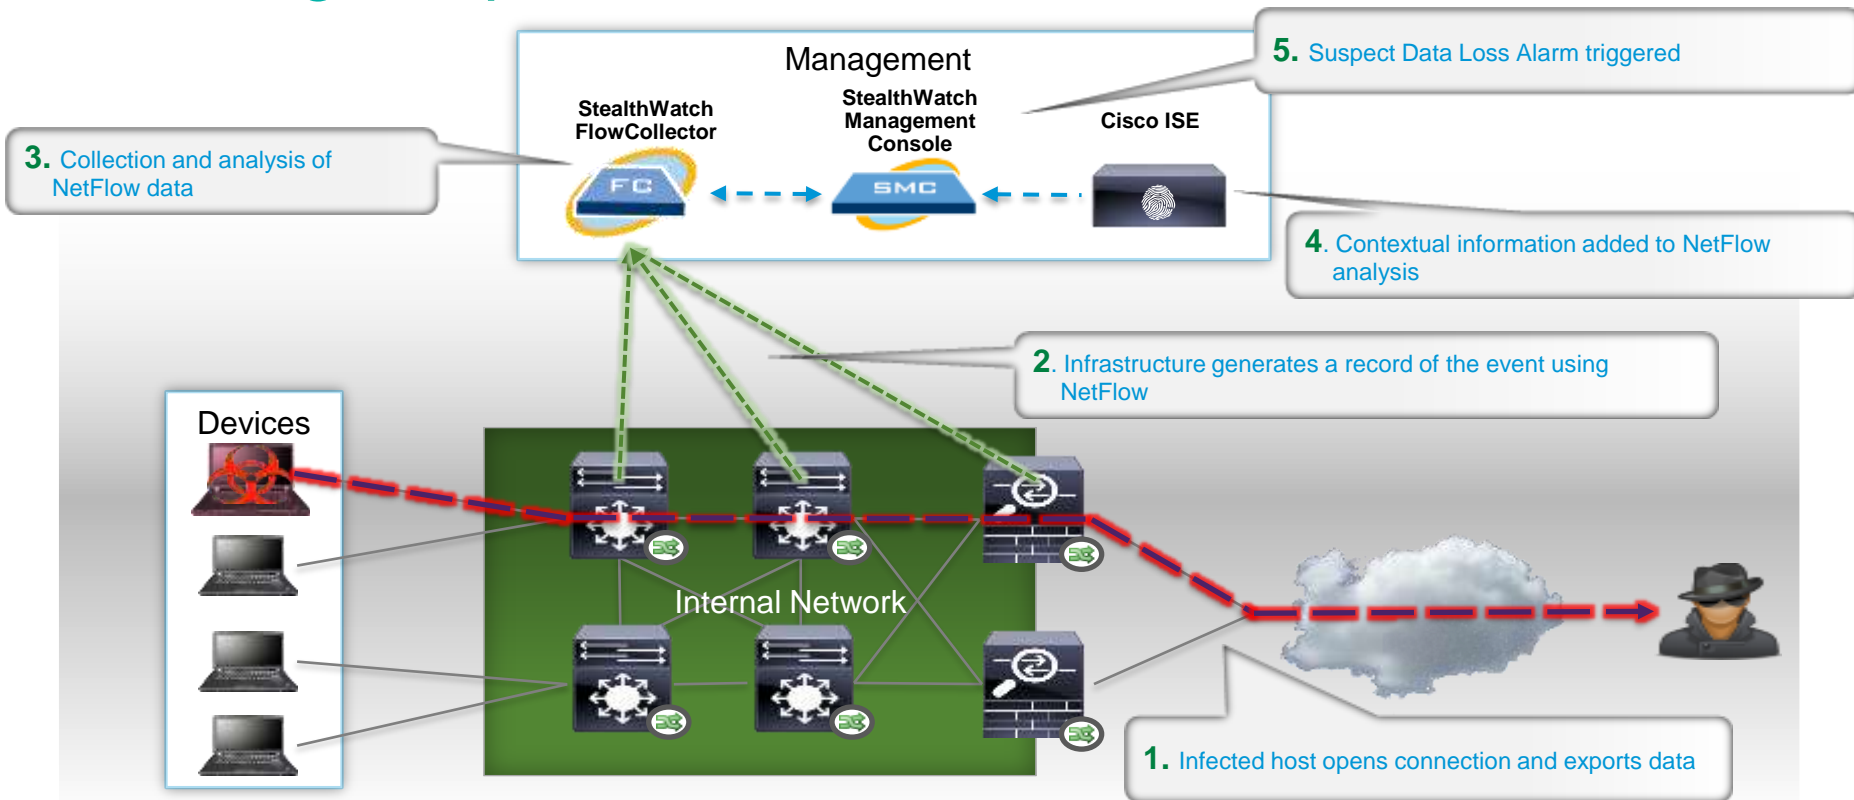 Management
5. Suspect Data Loss Alarm triggered
StealthWatch
FlowCollector
StealthWatch
Management
Console
Cisco ISE
3. Collection and analysis of
NetFlow data
FC
SMC
4. Contextual information added to NetFlow
analysis
2. Infrastructure generates a record of the event using
NetFlow
Devices
Internal Network
1. Infected host opens connection and exports data